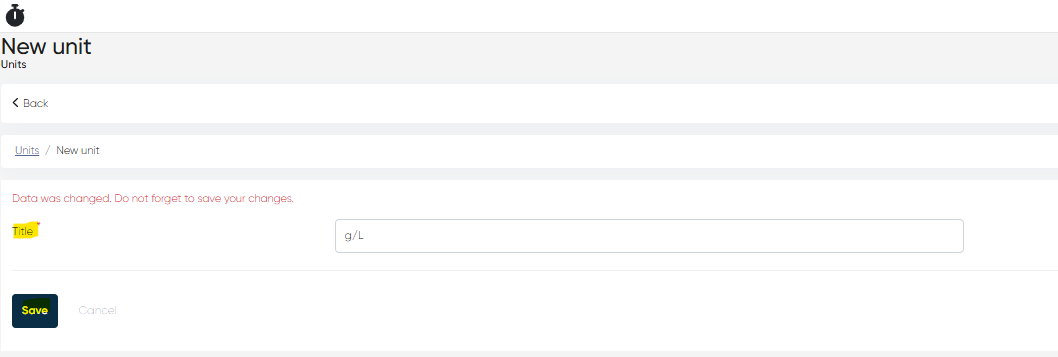 New unit
Units
Back
Units / New unit
Data was changed. Do not forget to save your changes.
Title * g/L
Save Cancel